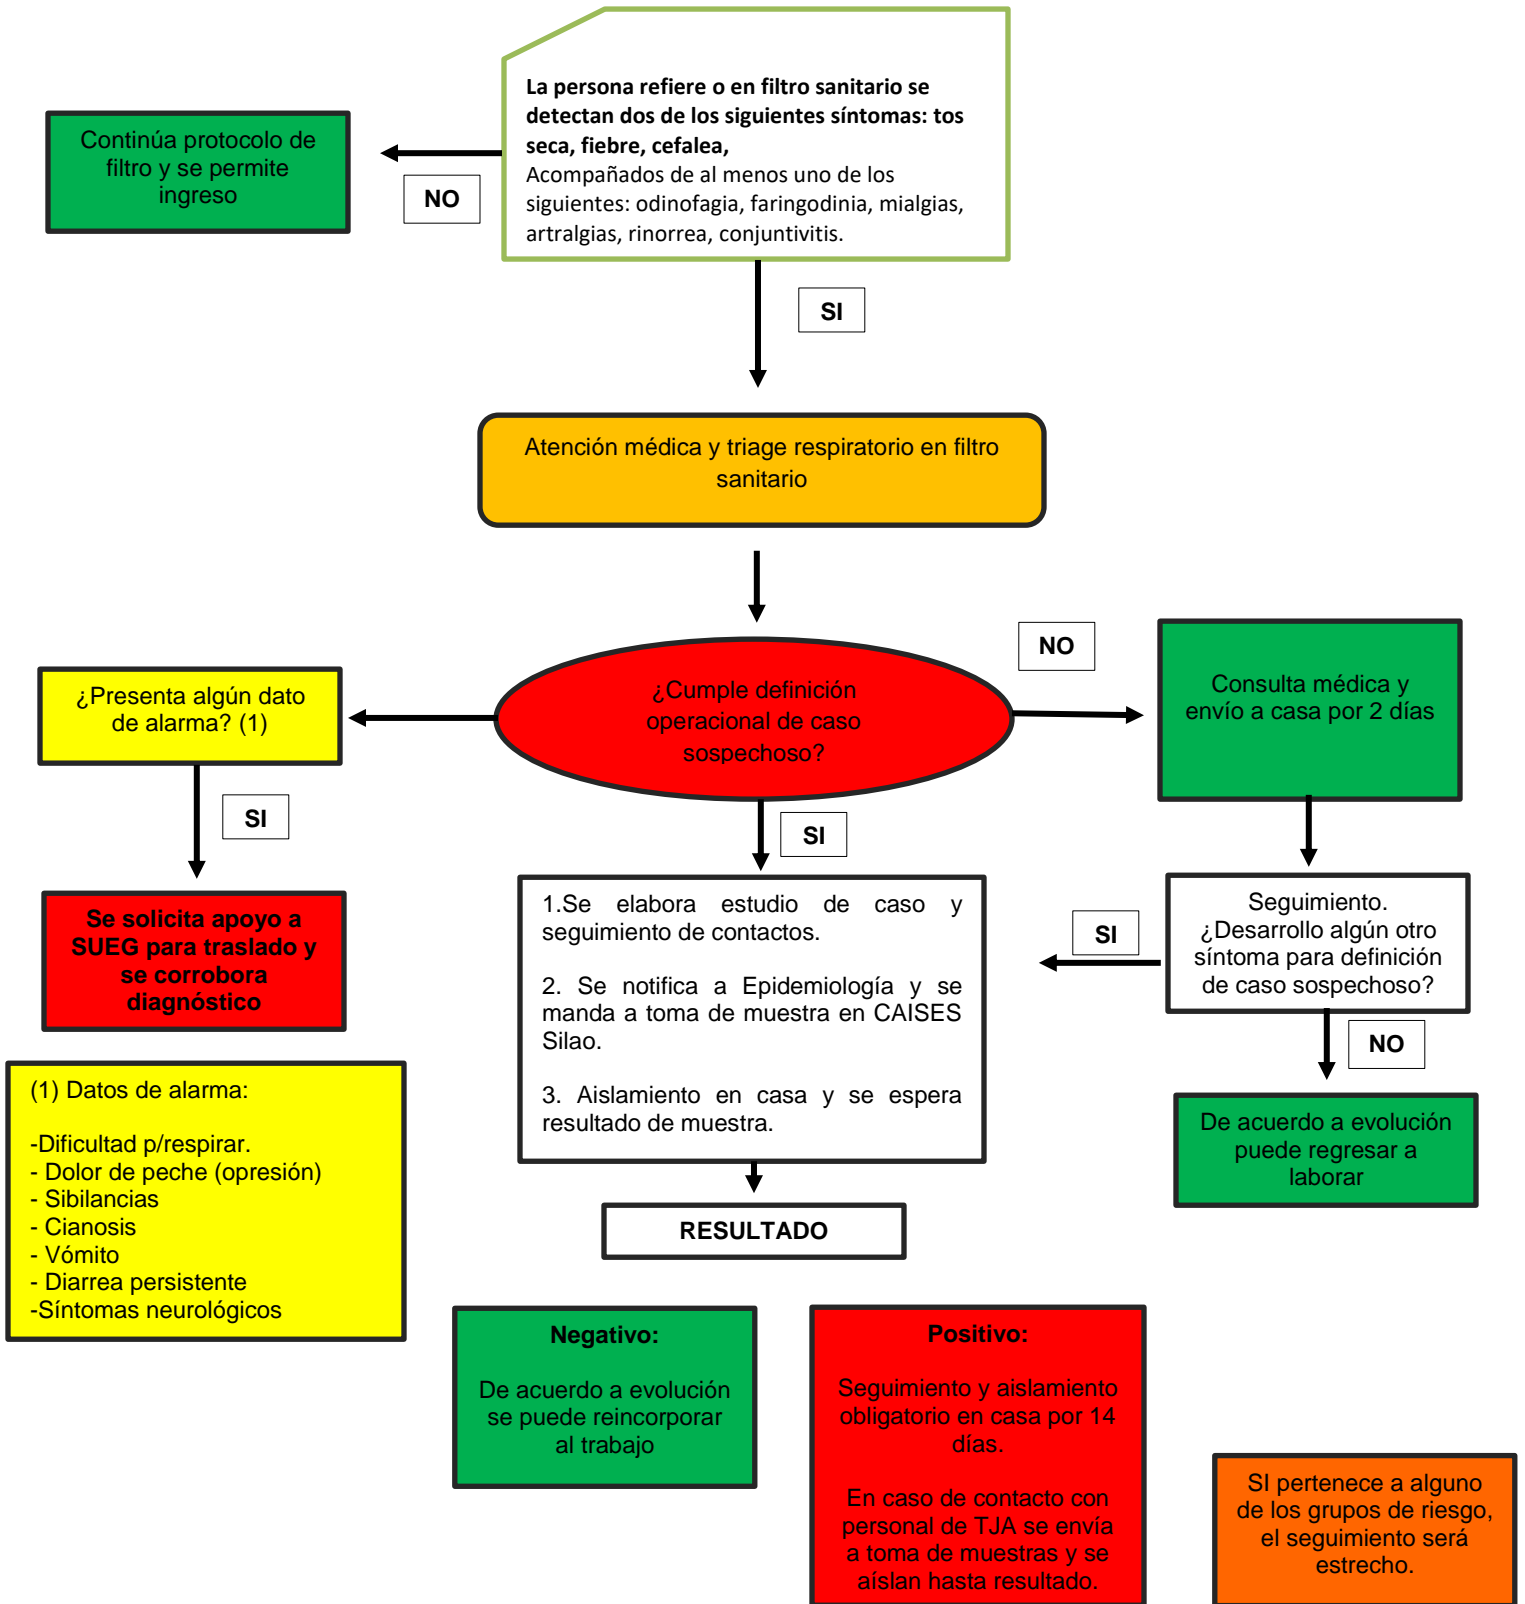 La persona refiere o en filtro sanitario se
detectan dos de los siguientes síntomas: tos
seca, fiebre, cefalea,
Acompañados de al menos uno de los
siguientes: odinofagia, faringodinia, mialgias,
artralgias, rinorrea, conjuntivitis.
Continúa protocolo de
filtro y se permite
ingreso
NO
SI
Atención médica y triage respiratorio en filtro
sanitario
¿Cumple definición
operacional de caso
sospechoso?
NO
Consulta médica y
envío a casa por 2 días
¿Presenta algún dato
de alarma? (1)
SI
SI
Se solicita apoyo a
SUEG para traslado y
se corrobora
diagnóstico
1.Se elabora estudio de caso y
seguimiento de contactos.
2. Se notifica a Epidemiología y se
manda a toma de muestra en CAISES
Silao.
3. Aislamiento en casa y se espera
resultado de muestra.
SI
Seguimiento.
¿Desarrollo algún otro
síntoma para definición
de caso sospechoso?
NO
De acuerdo a evolución
puede regresar a
laborar
(1) Datos de alarma:
-Dificultad p/respirar.
- Dolor de peche (opresión)
- Sibilancias
- Cianosis
- Vómito
- Diarrea persistente
-Síntomas neurológicos
RESULTADO
Negativo:
De acuerdo a evolución
se puede reincorporar
al trabajo
Positivo:
Seguimiento y aislamiento
obligatorio en casa por 14
días.
En caso de contacto con
personal de TJA se envía
a toma de muestras y se
aíslan hasta resultado.
SI pertenece a alguno
de los grupos de riesgo,
el seguimiento será
estrecho.